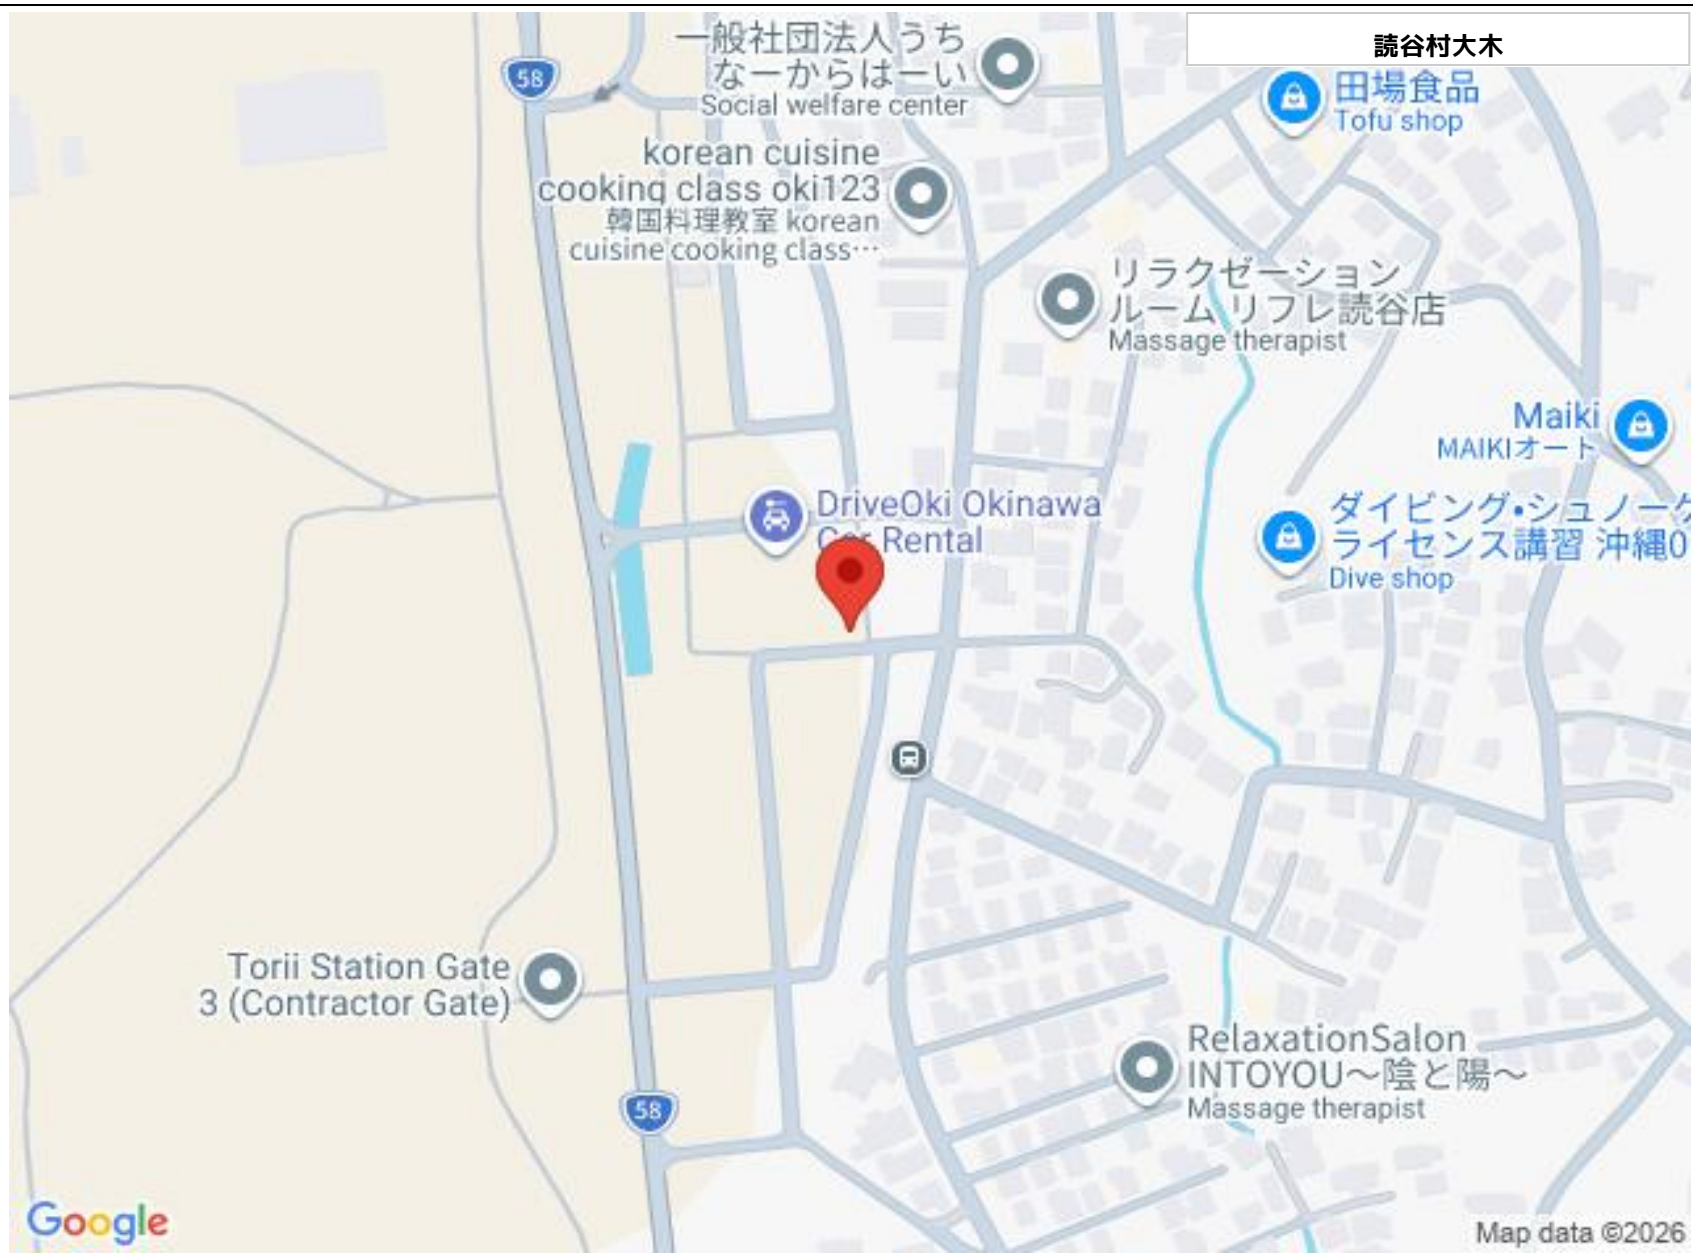 読谷村大木
58
一般社団法人うち
なーからはーい
Social welfare center
田場食品
Tofu shop
korean cuisine
cooking class oki123
韓国料理教室 korean
cuisine cooking class…
リラクゼーション
ルーム リフレ読谷店
Massage therapist
Maiki
MAIKIオート
DriveOki Okinawa
Car Rental
ダイビング•シュノーケ
ライセンス講習 沖縄0
Dive shop
Torii Station Gate
3 (Contractor Gate)
RelaxationSalon
INTOYOU〜陰と陽〜
Massage therapist
58
Google
Map data ©2026